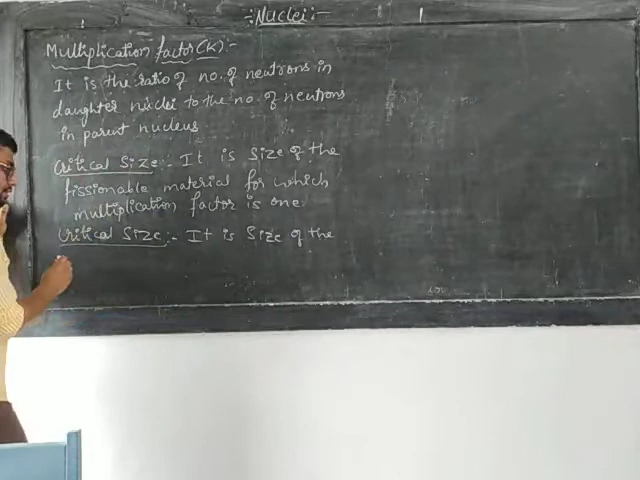 :Nuclei:-
Multiplication factor(K):-
It is the ratio of no. of neutrons in
daughter nuclei to the no. of neutrons
in parent nucleus
Critical Size:- It is Size of the
fissionable material for which
multiplication factor is one
Critical Size:- It is Size of the